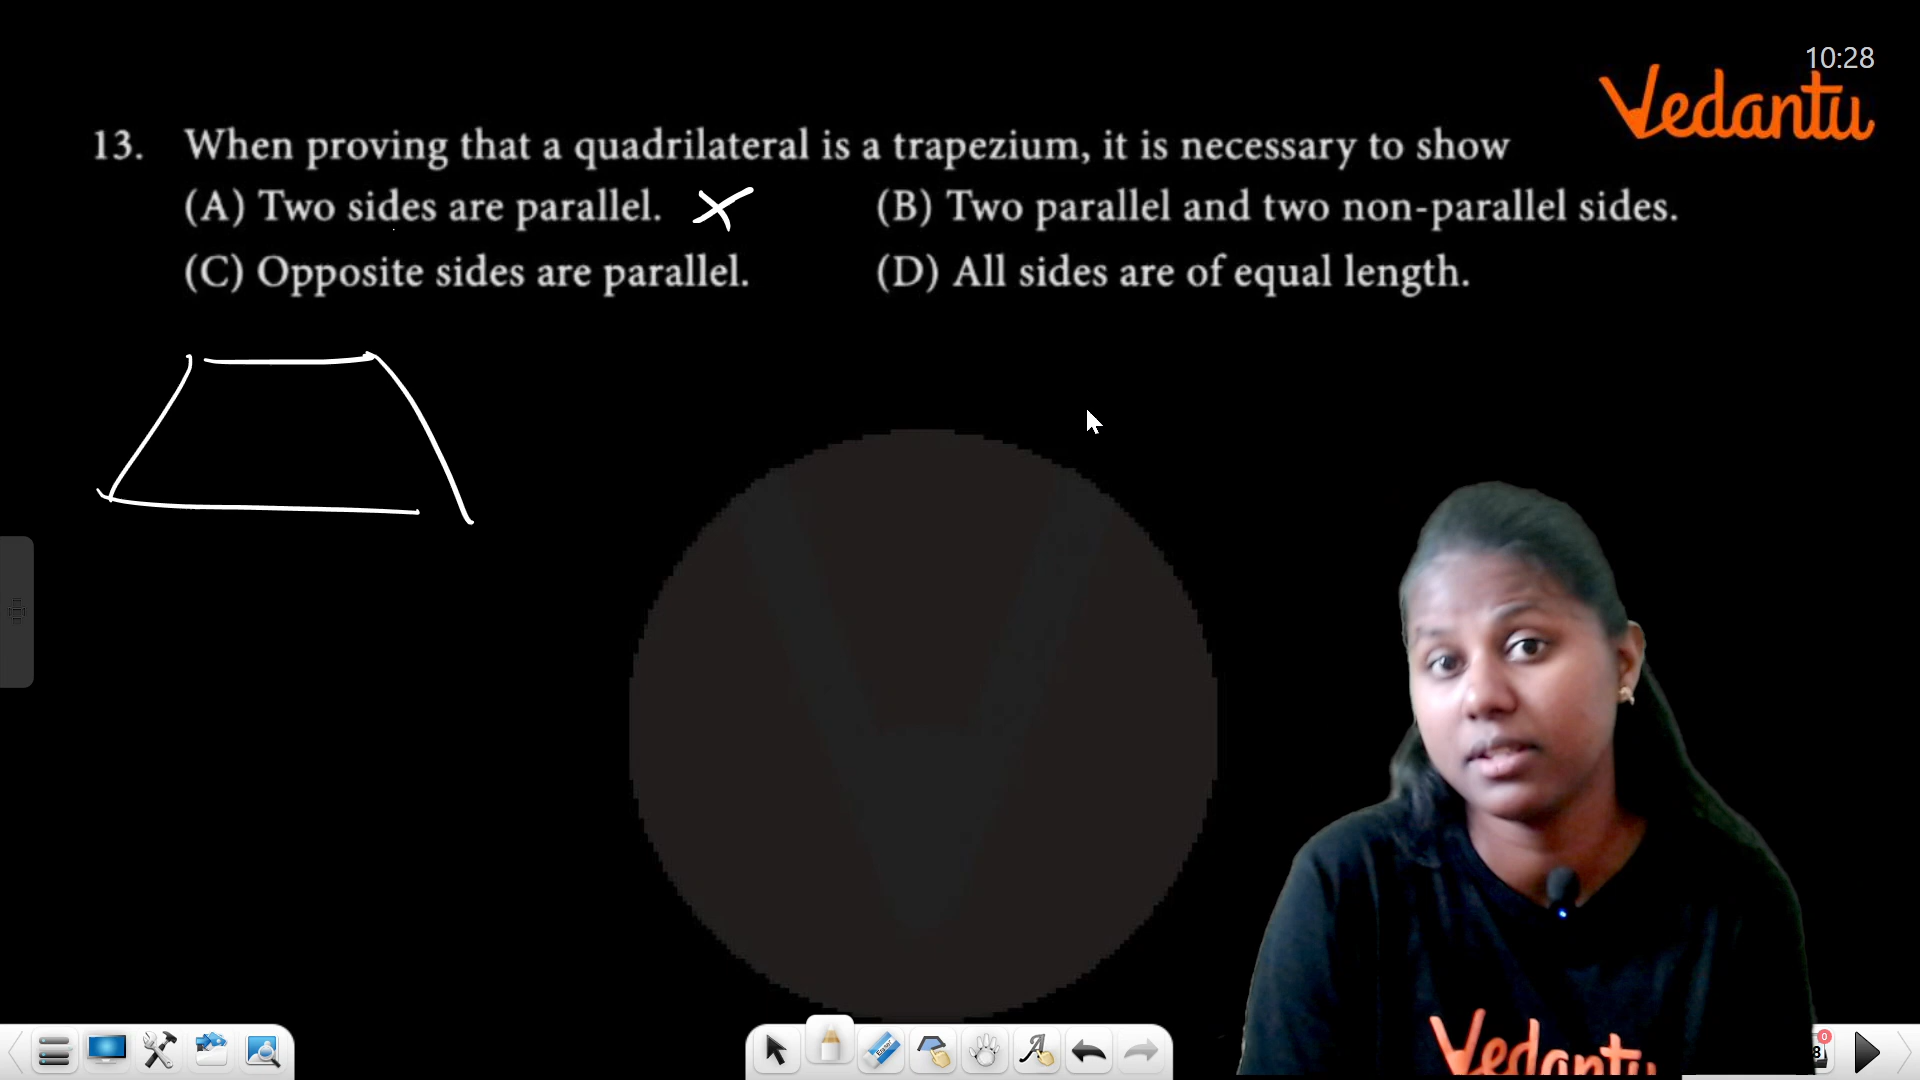 10:28
Vedantu
13. When proving that a quadrilateral is a trapezium, it is necessary to show
(A) Two sides are parallel. (B) Two parallel and two non-parallel sides.
(C) Opposite sides are parallel. (D) All sides are of equal length.
Vedantu